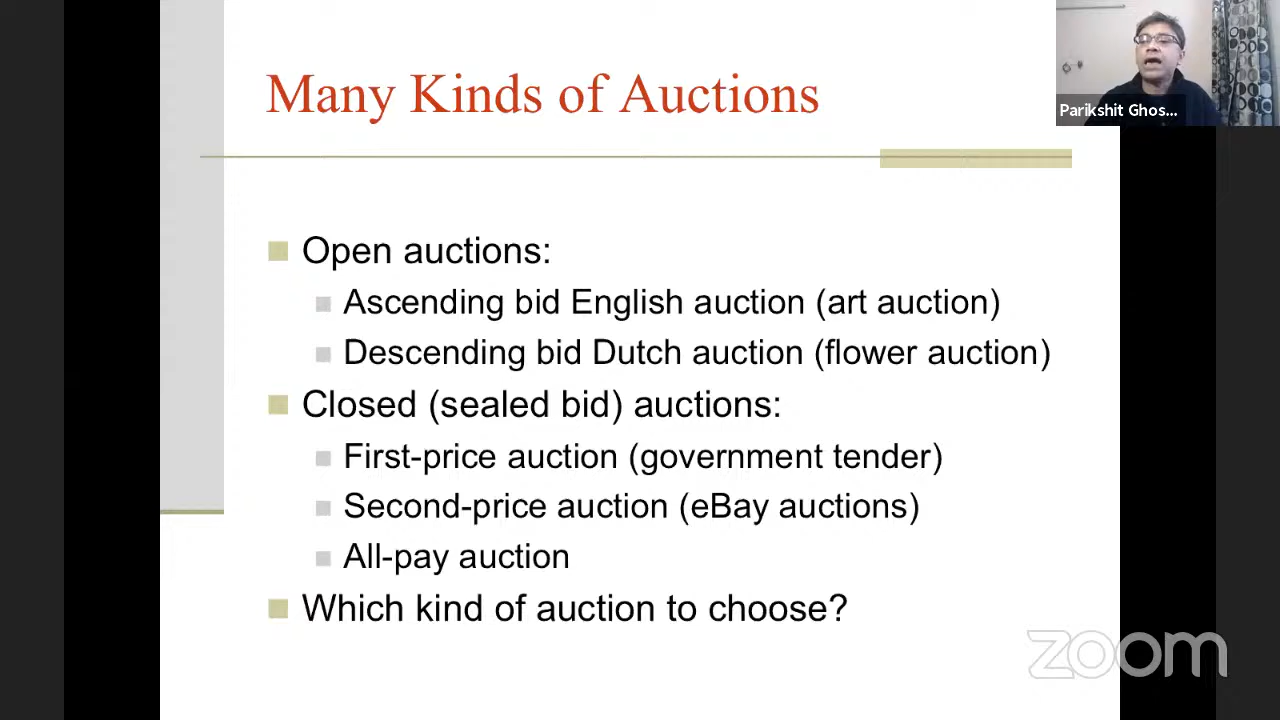 Many Kinds of Auctions
Parikshit Ghos...
Open auctions:
Ascending bid English auction (art auction)
Descending bid Dutch auction (flower auction)
Closed (sealed bid) auctions:
First-price auction (government tender)
Second-price auction (eBay auctions)
All-pay auction
Which kind of auction to choose?
zoom